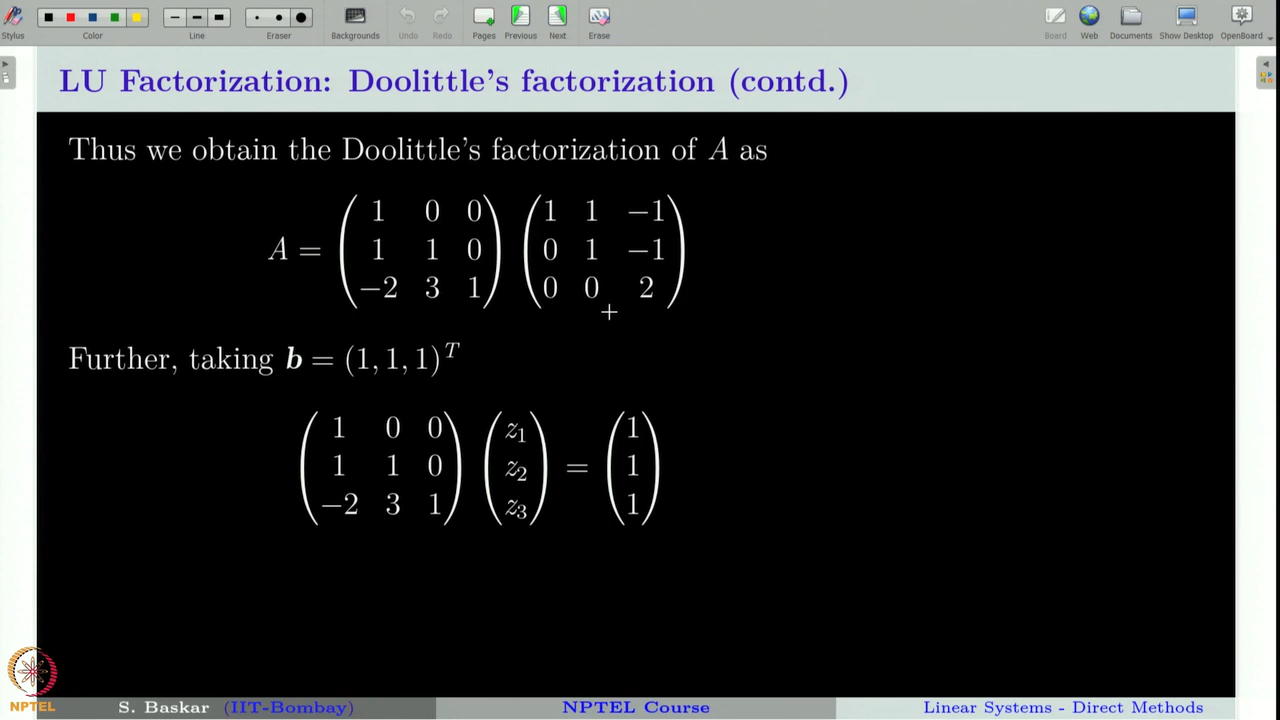 Stylus Color Line Eraser Backgrounds Undo Redo Pages Previous Next Erase Board Web Documents Show Desktop OpenBoard
LU Factorization: Doolittle's factorization (contd.)
Thus we obtain the Doolittle's factorization of A as
A = ( 1 0 0 ) ( 1 1 −1 )
( 1 1 0 ) ( 0 1 −1 )
( −2 3 1 ) ( 0 0 2 )
Further, taking b = (1, 1, 1)^T
( 1 0 0 ) ( z₁ ) ( 1 )
( 1 1 0 ) ( z₂ ) = ( 1 )
( −2 3 1 ) ( z₃ ) ( 1 )
NPTEL
S. Baskar (IIT-Bombay) NPTEL Course Linear Systems - Direct Methods